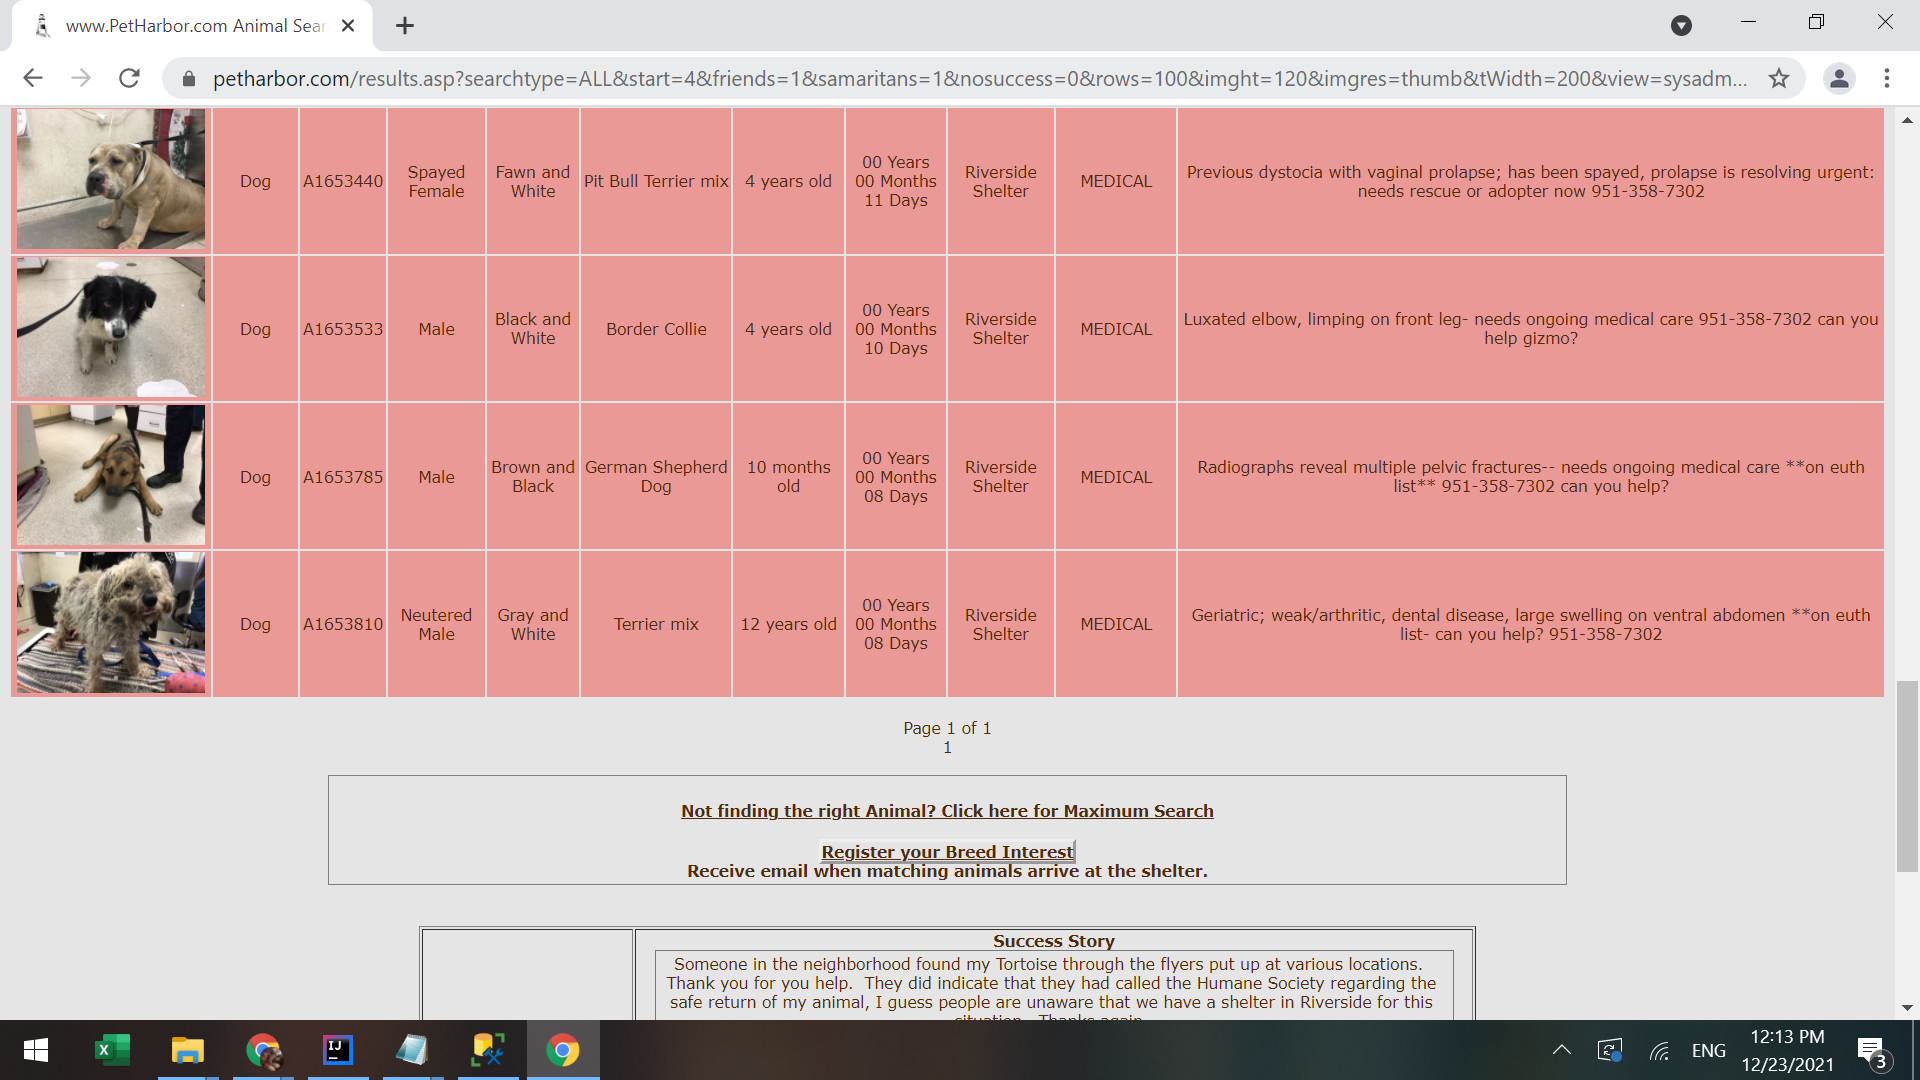 www.PetHarbor.com Animal Sear
petharbor.com/results.asp?searchtype=ALL&start=4&friends=1&samaritans=1&nosuccess=0&rows=100&imght=120&imgres=thumb&tWidth=200&view=sysadm...
Dog A1653440 Spayed Female Fawn and White Pit Bull Terrier mix 4 years old 00 Years 00 Months 11 Days Riverside Shelter MEDICAL Previous dystocia with vaginal prolapse; has been spayed, prolapse is resolving urgent: needs rescue or adopter now 951-358-7302
Dog A1653533 Male Black and White Border Collie 4 years old 00 Years 00 Months 10 Days Riverside Shelter MEDICAL Luxated elbow, limping on front leg- needs ongoing medical care 951-358-7302 can you help gizmo?
Dog A1653785 Male Brown and Black German Shepherd Dog 10 months old 00 Years 00 Months 08 Days Riverside Shelter MEDICAL Radiographs reveal multiple pelvic fractures-- needs ongoing medical care **on euth list** 951-358-7302 can you help?
Dog A1653810 Neutered Male Gray and White Terrier mix 12 years old 00 Years 00 Months 08 Days Riverside Shelter MEDICAL Geriatric; weak/arthritic, dental disease, large swelling on ventral abdomen **on euth list- can you help? 951-358-7302
Page 1 of 1
1
Not finding the right Animal? Click here for Maximum Search
Register your Breed Interest
Receive email when matching animals arrive at the shelter.
Success Story
Someone in the neighborhood found my Tortoise through the flyers put up at various locations.
Thank you for you help. They did indicate that they had called the Humane Society regarding the
safe return of my animal, I guess people are unaware that we have a shelter in Riverside for this
situation. Thanks again
ENG
12:13 PM
12/23/2021
3